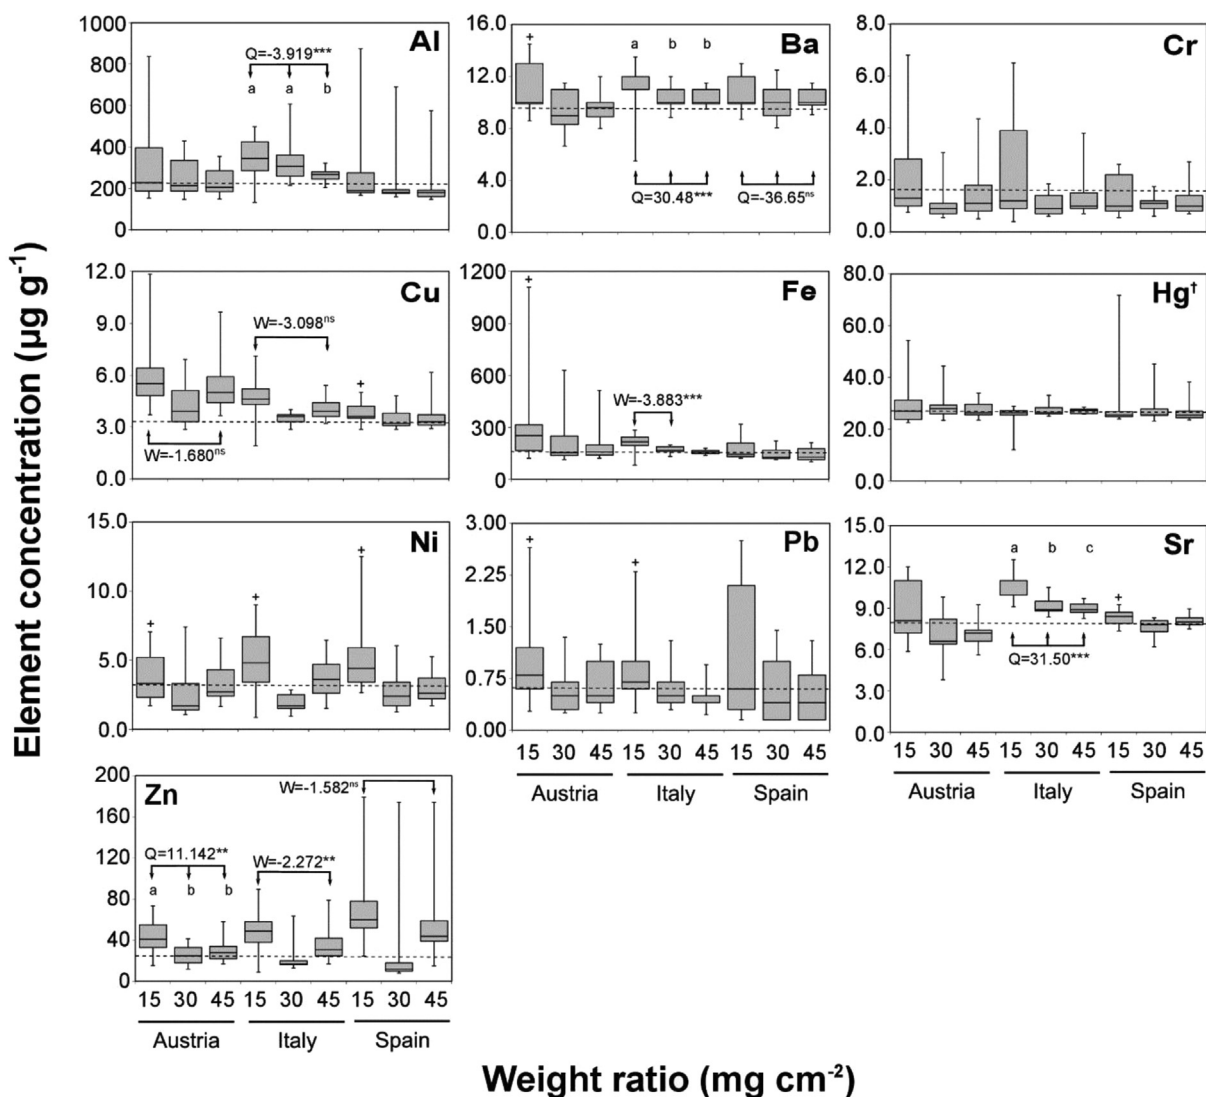 Element concentration (µg g⁻¹)
1000
800
600
400
200
0
Al
Q=-3.919***
a a b
16.0
12.0
8.0
4.0
0.0
Ba
+
a b b
Q=30.48***
Q=-36.65ns
8.0
6.0
4.0
2.0
0.0
Cr
12.0
9.0
6.0
3.0
0.0
Cu
W=-3.098ns
+
W=-1.680ns
1200
900
600
300
0
Fe
+
W=-3.883***
80.0
60.0
40.0
20.0
0.0
Hg†
15.0
10.0
5.0
0.0
Ni
+ + +
3.00
2.25
1.50
0.75
0.00
Pb
+ +
15 30 45 15 30 45 15 30 45
Austria Italy Spain
15.0
12.0
9.0
6.0
3.0
0.0
Sr
a b c
+
Q=31.50***
15 30 45 15 30 45 15 30 45
Austria Italy Spain
200
160
120
80
40
0
Zn
W=-1.582ns
Q=11.142**
W=-2.272**
a b b
15 30 45 15 30 45 15 30 45
Austria Italy Spain
Weight ratio (mg cm⁻²)